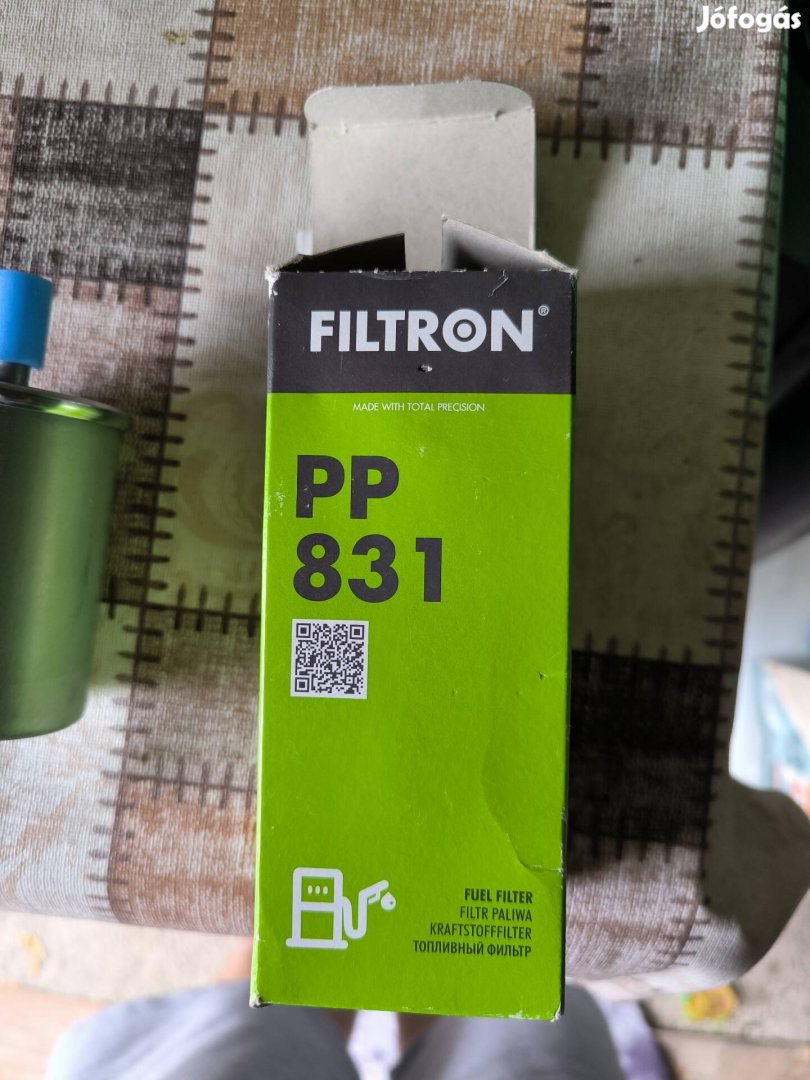 Jófogás
FILTRON®
MADE WITH TOTAL PRECISION
PP
831
FUEL FILTER
FILTR PALIWA
KRAFTSTOFFFILTER
ТОПЛИВНЫЙ ФИЛЬТР